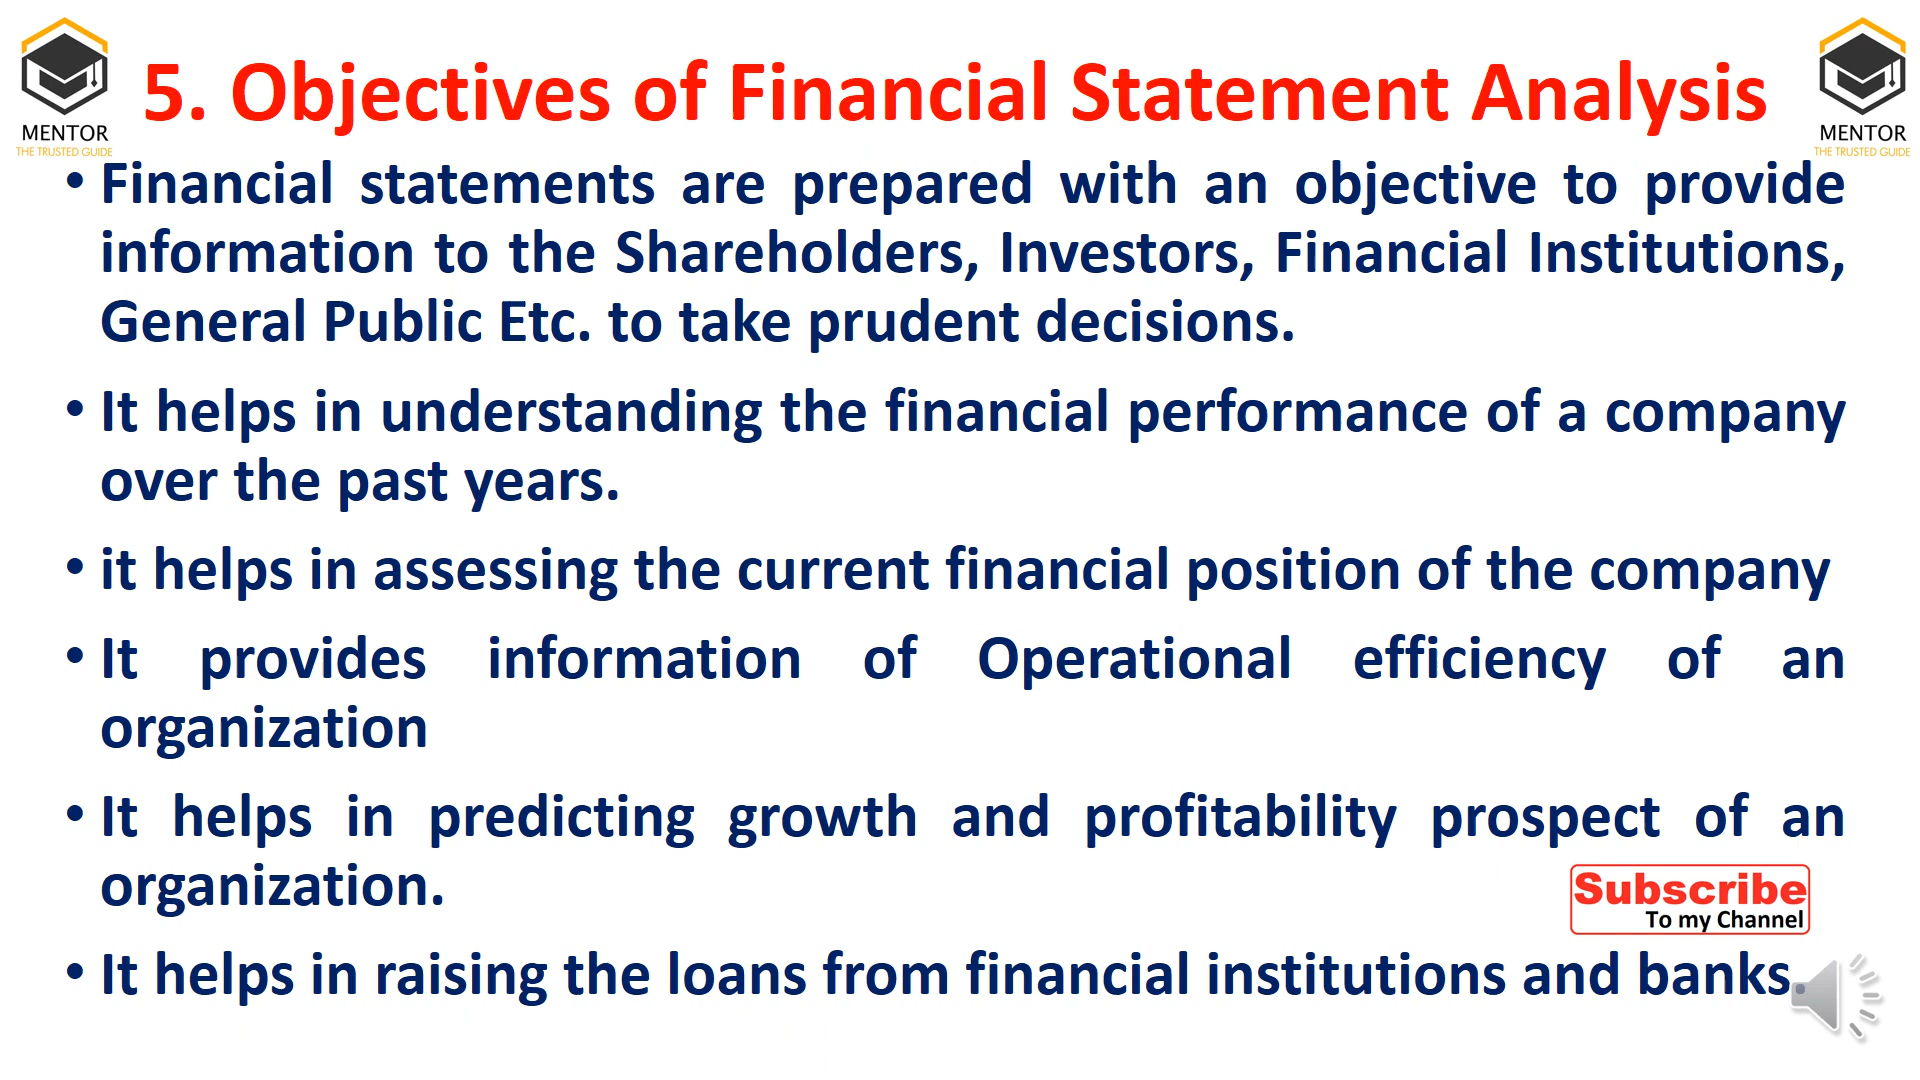 5. Objectives of Financial Statement Analysis
MENTOR
THE TRUSTED GUIDE
MENTOR
THE TRUSTED GUIDE
• Financial statements are prepared with an objective to provide
information to the Shareholders, Investors, Financial Institutions,
General Public Etc. to take prudent decisions.
• It helps in understanding the financial performance of a company
over the past years.
• it helps in assessing the current financial position of the company
• It provides information of Operational efficiency of an
organization
• It helps in predicting growth and profitability prospect of an
organization.
Subscribe
To my Channel
• It helps in raising the loans from financial institutions and banks